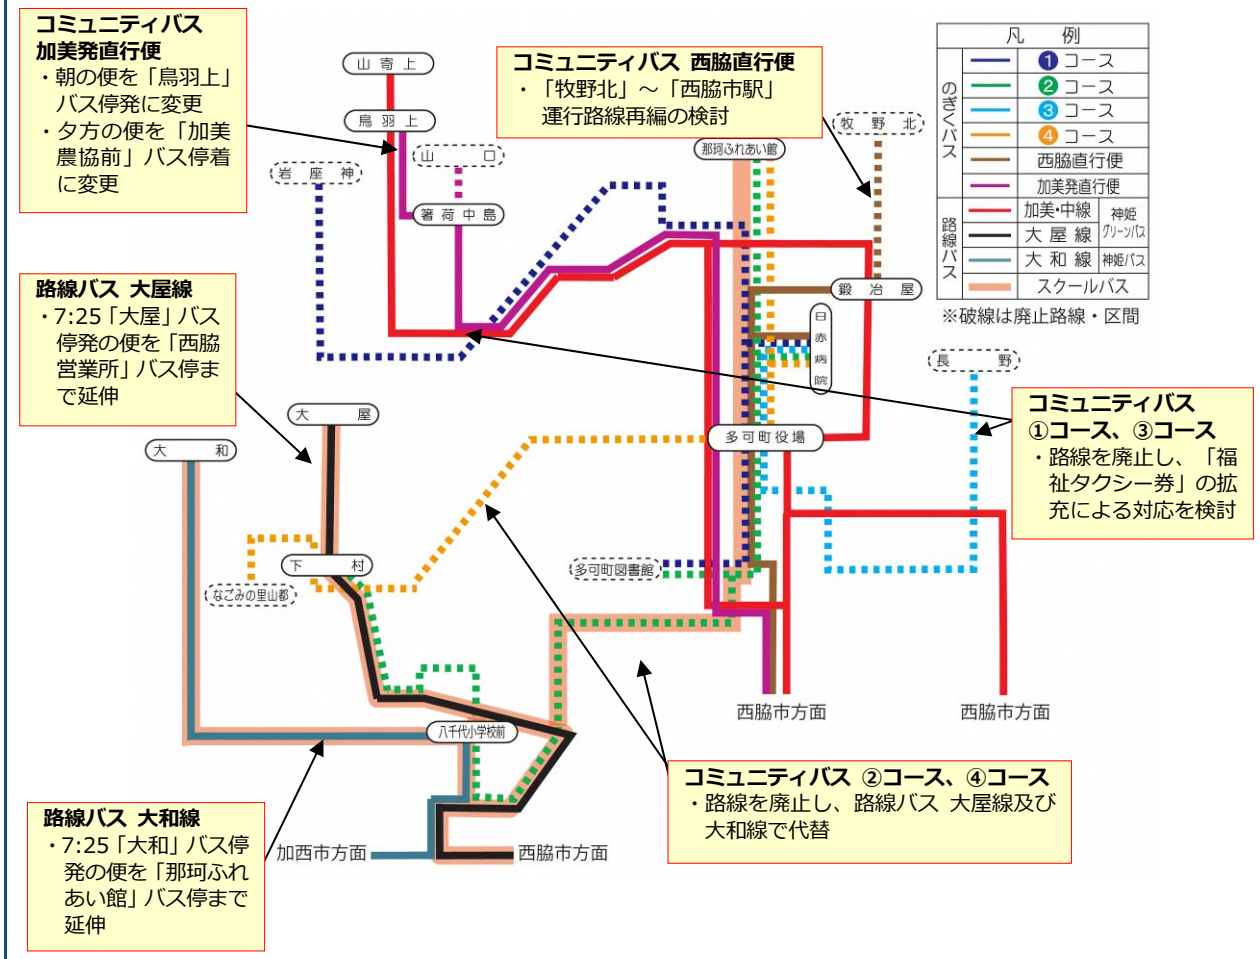 コミュニティバス
加美発直行便
・朝の便を「鳥羽上」
バス停発に変更
・夕方の便を「加美
農協前」バス停着
に変更
コミュニティバス 西脇直行便
・「牧野北」～「西脇市駅」
運行路線再編の検討
凡 例
のぎくバス
1 コース
2 コース
3 コース
4 コース
西脇直行便
加美発直行便
路線バス
加美・中線
大屋線
神姫
グリーンバス
大和線
神姫バス
スクールバス
※破線は廃止路線・区間
山寄上
鳥羽上
山口
岩座神
箸荷中島
那珂ふれあい館
牧野北
鍛冶屋
日赤病院
長野
路線バス 大屋線
・7:25「大屋」バス
停発の便を「西脇
営業所」バス停ま
で延伸
コミュニティバス
①コース、③コース
・路線を廃止し、「福
祉タクシー券」の拡
充による対応を検討
大屋
大和
多可町役場
下村
なごみの里山都
多可町図書館
八千代小学校前
西脇市方面
西脇市方面
コミュニティバス ②コース、④コース
・路線を廃止し、路線バス 大屋線及び
大和線で代替
路線バス 大和線
・7:25「大和」バス停
発の便を「那珂ふれ
あい館」バス停まで
延伸
加西市方面
西脇市方面